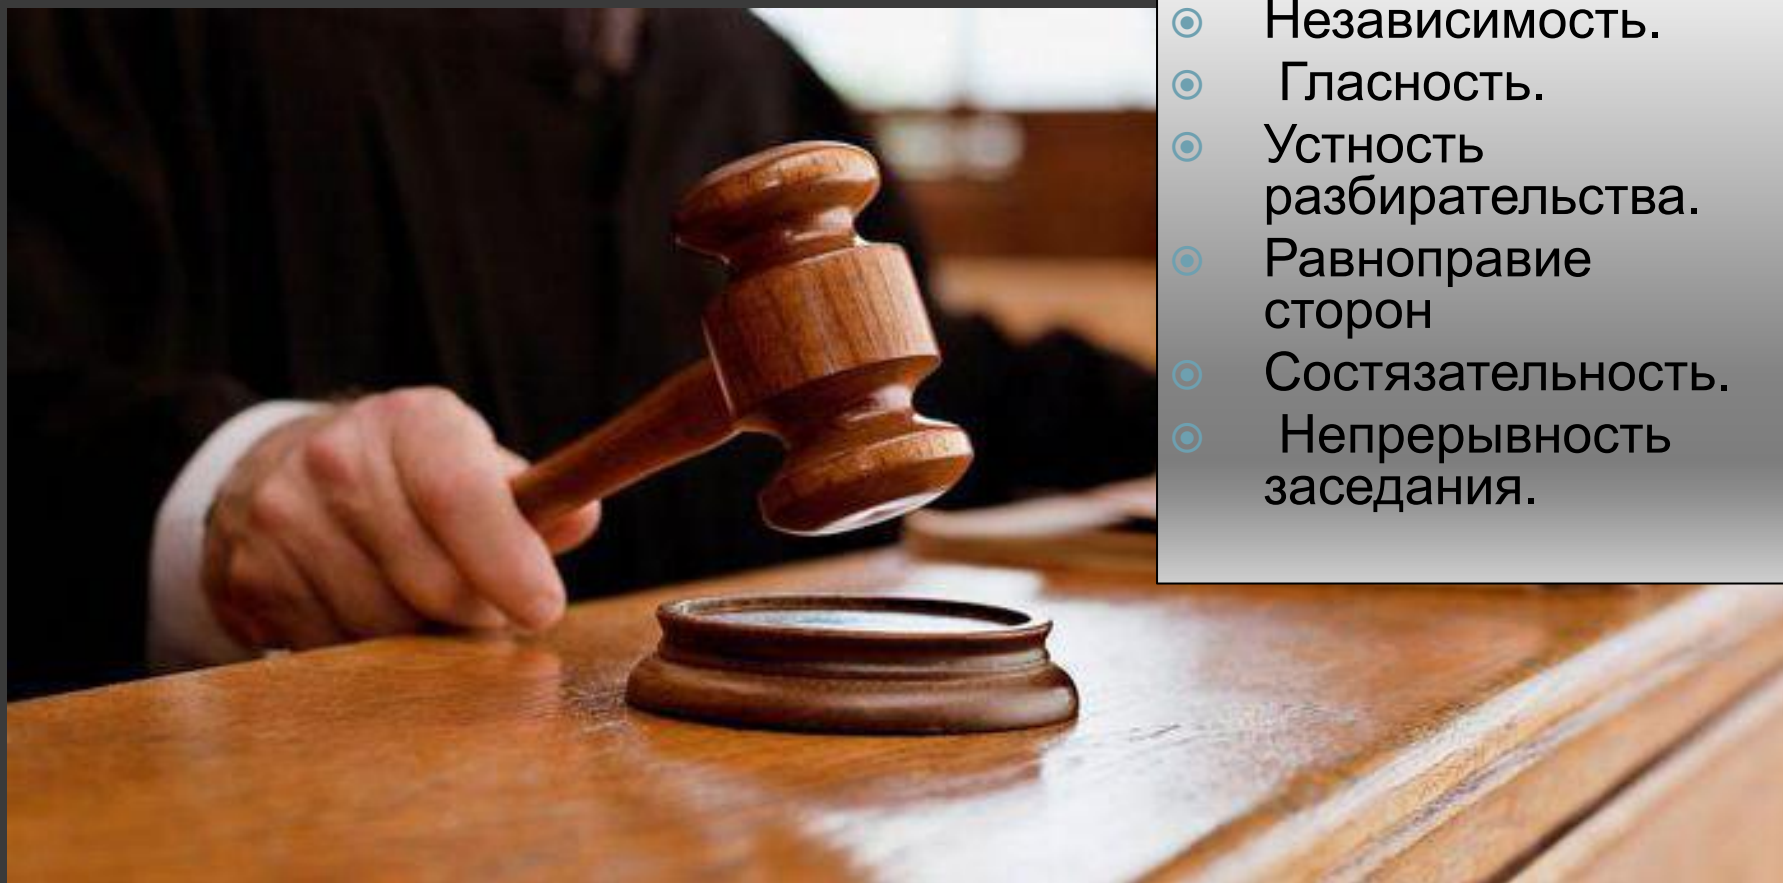 Независимость.
Гласность.
Устность
разбирательства.
Равноправие
сторон
Состязательность.
Непрерывность
заседания.